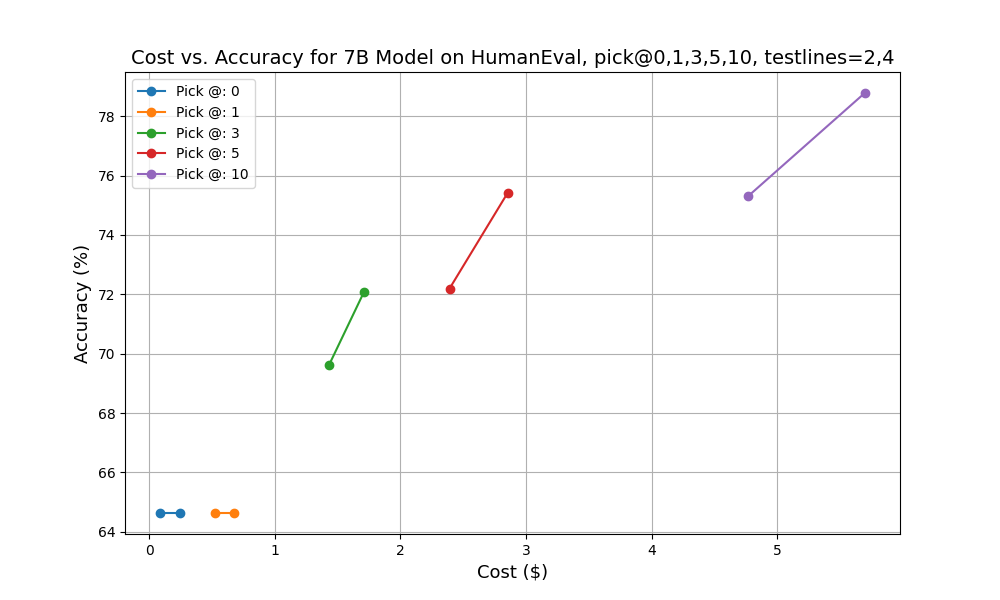 Cost vs. Accuracy for 7B Model on HumanEval, pick@0,1,3,5,10, testlines=2,4
Pick @: 0
Pick @: 1
Pick @: 3
Pick @: 5
Pick @: 10
78
76
74
72
70
68
66
64
Accuracy (%)
0 1 2 3 4 5
Cost ($)